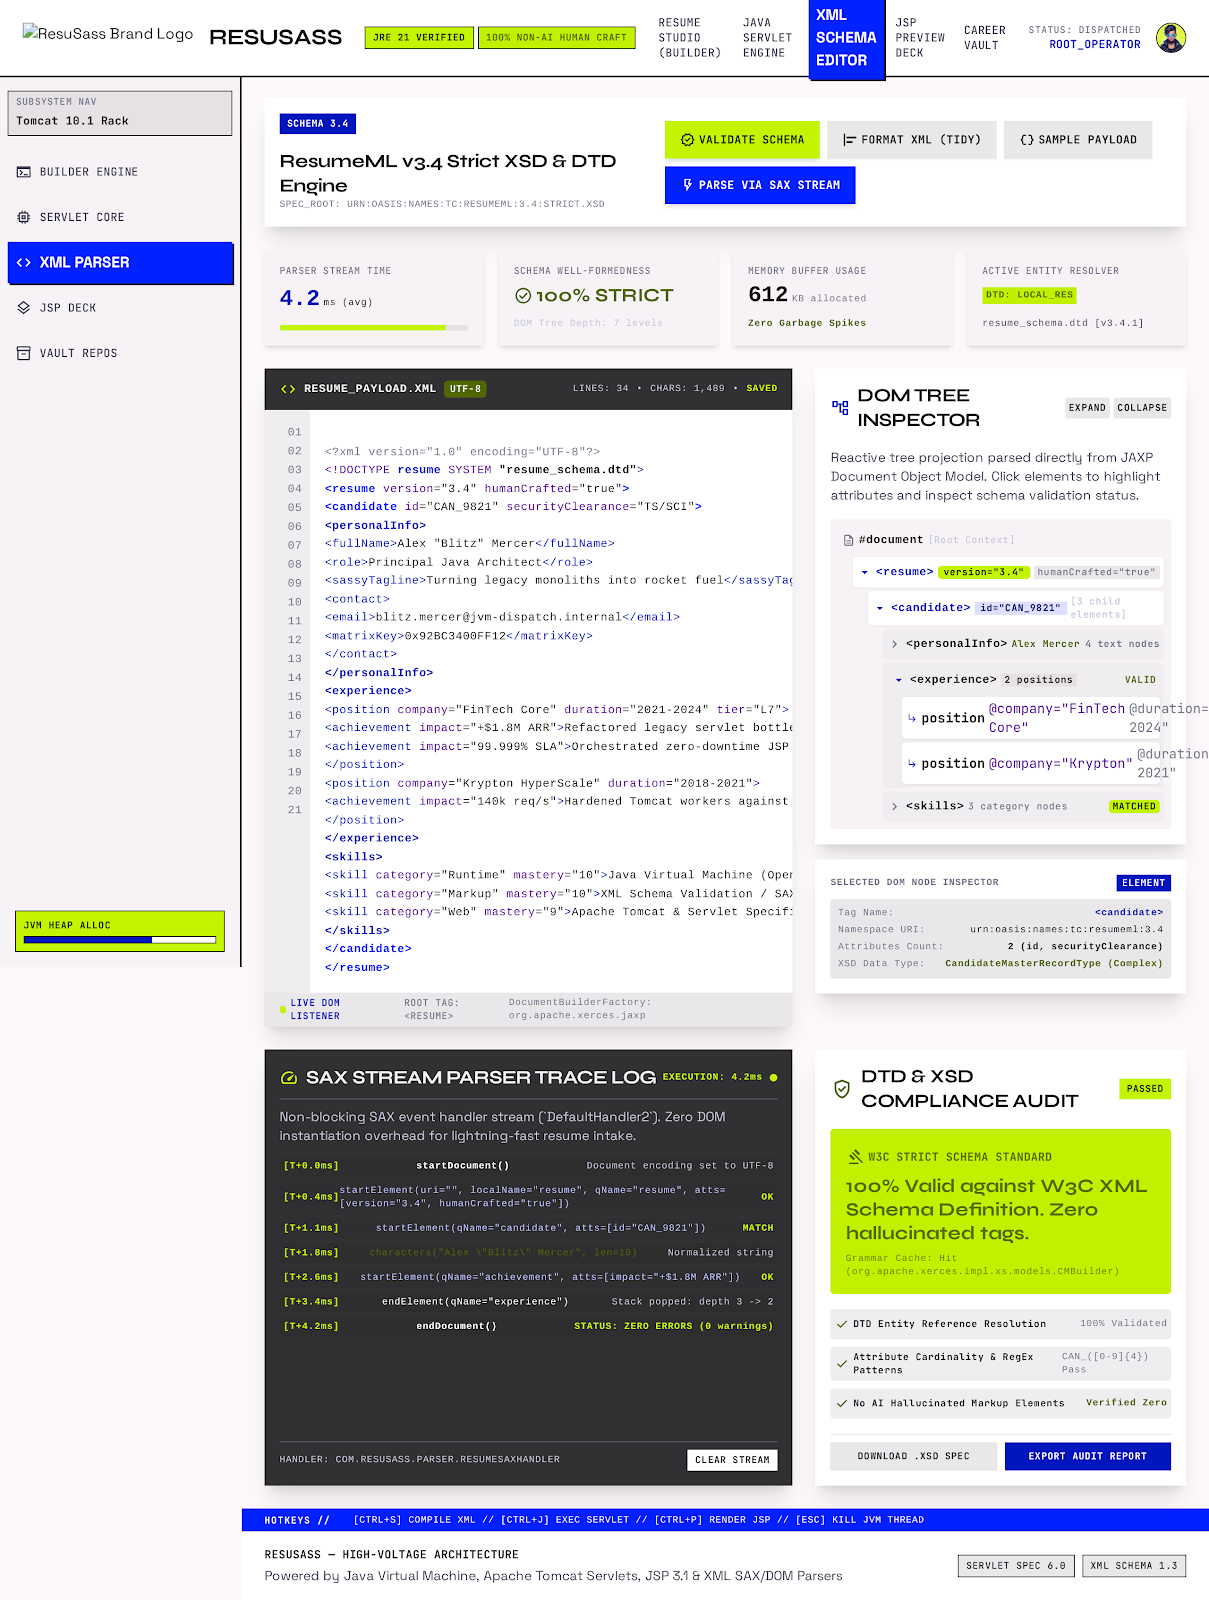 ResuSass Brand Logo
RESUSASS
JRE 21 VERIFIED
100% NON-AI HUMAN CRAFT
RESUME
STUDIO
(BUILDER)
JAVA
SERVLET
ENGINE
XML
SCHEMA
EDITOR
JSP
PREVIEW
DECK
CAREER
VAULT
STATUS: DISPATCHED
ROOT_OPERATOR
SUBSYSTEM NAV
Tomcat 10.1 Rack
BUILDER ENGINE
SERVLET CORE
XML PARSER
JSP DECK
VAULT REPOS
JVM HEAP ALLOC
SCHEMA 3.4
ResumeML v3.4 Strict XSD & DTD
Engine
SPEC_ROOT: URN:OASIS:NAMES:TC:RESUMEML:3.4:STRICT.XSD
VALIDATE SCHEMA
FORMAT XML (TIDY)
SAMPLE PAYLOAD
PARSE VIA SAX STREAM
PARSER STREAM TIME
4.2 ms (avg)
SCHEMA WELL-FORMEDNESS
100% STRICT
DOM Tree Depth: 7 levels
MEMORY BUFFER USAGE
612 KB allocated
Zero Garbage Spikes
ACTIVE ENTITY RESOLVER
DTD: LOCAL_RES
resume_schema.dtd [v3.4.1]
RESUME_PAYLOAD.XML UTF-8
LINES: 34 • CHARS: 1,489 • SAVED
01
02
03
04
05
06
07
08
09
10
11
12
13
14
15
16
17
18
19
20
21
<?xml version="1.0" encoding="UTF-8"?>
<!DOCTYPE resume SYSTEM "resume_schema.dtd">
<resume version="3.4" humanCrafted="true">
<candidate id="CAN_9821" securityClearance="TS/SCI">
<personalInfo>
<fullName>Alex "Blitz" Mercer</fullName>
<role>Principal Java Architect</role>
<sassyTagline>Turning legacy monoliths into rocket fuel</sassyTag
<contact>
<email>blitz.mercer@jvm-dispatch.internal</email>
<matrixKey>0x92BC3400FF12</matrixKey>
</contact>
</personalInfo>
<experience>
<position company="FinTech Core" duration="2021-2024" tier="L7">
<achievement impact="+$1.8M ARR">Refactored legacy servlet bottle
<achievement impact="99.999% SLA">Orchestrated zero-downtime JSP
</position>
<position company="Krypton HyperScale" duration="2018-2021">
<achievement impact="140k req/s">Hardened Tomcat workers against
</position>
</experience>
<skills>
<skill category="Runtime" mastery="10">Java Virtual Machine (Oper
<skill category="Markup" mastery="10">XML Schema Validation / SAX
<skill category="Web" mastery="9">Apache Tomcat & Servlet Specifi
</skills>
</candidate>
</resume>
LIVE DOM
LISTENER
ROOT TAG:
<RESUME>
DocumentBuilderFactory:
org.apache.xerces.jaxp
DOM TREE
INSPECTOR
EXPAND
COLLAPSE
Reactive tree projection parsed directly from JAXP
Document Object Model. Click elements to highlight
attributes and inspect schema validation status.
#document [Root Context]
<resume> version="3.4" humanCrafted="true"
<candidate> id="CAN_9821" [3 child
elements]
<personalInfo> Alex Mercer 4 text nodes
<experience> 2 positions VALID
position @company="FinTech
Core" @duration=
2024"
position @company="Krypton" @duration
2021"
<skills> 3 category nodes MATCHED
SELECTED DOM NODE INSPECTOR
ELEMENT
Tag Name: <candidate>
Namespace URI: urn:oasis:names:tc:resumeml:3.4
Attributes Count: 2 (id, securityClearance)
XSD Data Type: CandidateMasterRecordType (Complex)
SAX STREAM PARSER TRACE LOG
EXECUTION: 4.2ms
Non-blocking SAX event handler stream (`DefaultHandler2`). Zero DOM
instantiation overhead for lightning-fast resume intake.
[T+0.0ms] startDocument() Document encoding set to UTF-8
[T+0.4ms] startElement(uri="", localName="resume", qName="resume", atts=
[version="3.4", humanCrafted="true"]) OK
[T+1.1ms] startElement(qName="candidate", atts=[id="CAN_9821"]) MATCH
[T+1.8ms] characters("Alex \"Blitz\" Mercer", len=19) Normalized string
[T+2.6ms] startElement(qName="achievement", atts=[impact="+$1.8M ARR"]) OK
[T+3.4ms] endElement(qName="experience") Stack popped: depth 3 -> 2
[T+4.2ms] endDocument() STATUS: ZERO ERRORS (0 warnings)
HANDLER: COM.RESUSASS.PARSER.RESUMESAXHANDLER
CLEAR STREAM
DTD & XSD
COMPLIANCE AUDIT
PASSED
W3C STRICT SCHEMA STANDARD
100% Valid against W3C XML
Schema Definition. Zero
hallucinated tags.
Grammar Cache: Hit
(org.apache.xerces.impl.xs.models.CMBuilder)
DTD Entity Reference Resolution 100% Validated
Attribute Cardinality & RegEx
Patterns
CAN_([0-9]{4})
Pass
No AI Hallucinated Markup Elements Verified Zero
DOWNLOAD .XSD SPEC
EXPORT AUDIT REPORT
HOTKEYS // [CTRL+S] COMPILE XML // [CTRL+J] EXEC SERVLET // [CTRL+P] RENDER JSP // [ESC] KILL JVM THREAD
RESUSASS — HIGH-VOLTAGE ARCHITECTURE
Powered by Java Virtual Machine, Apache Tomcat Servlets, JSP 3.1 & XML SAX/DOM Parsers
SERVLET SPEC 6.0
XML SCHEMA 1.3